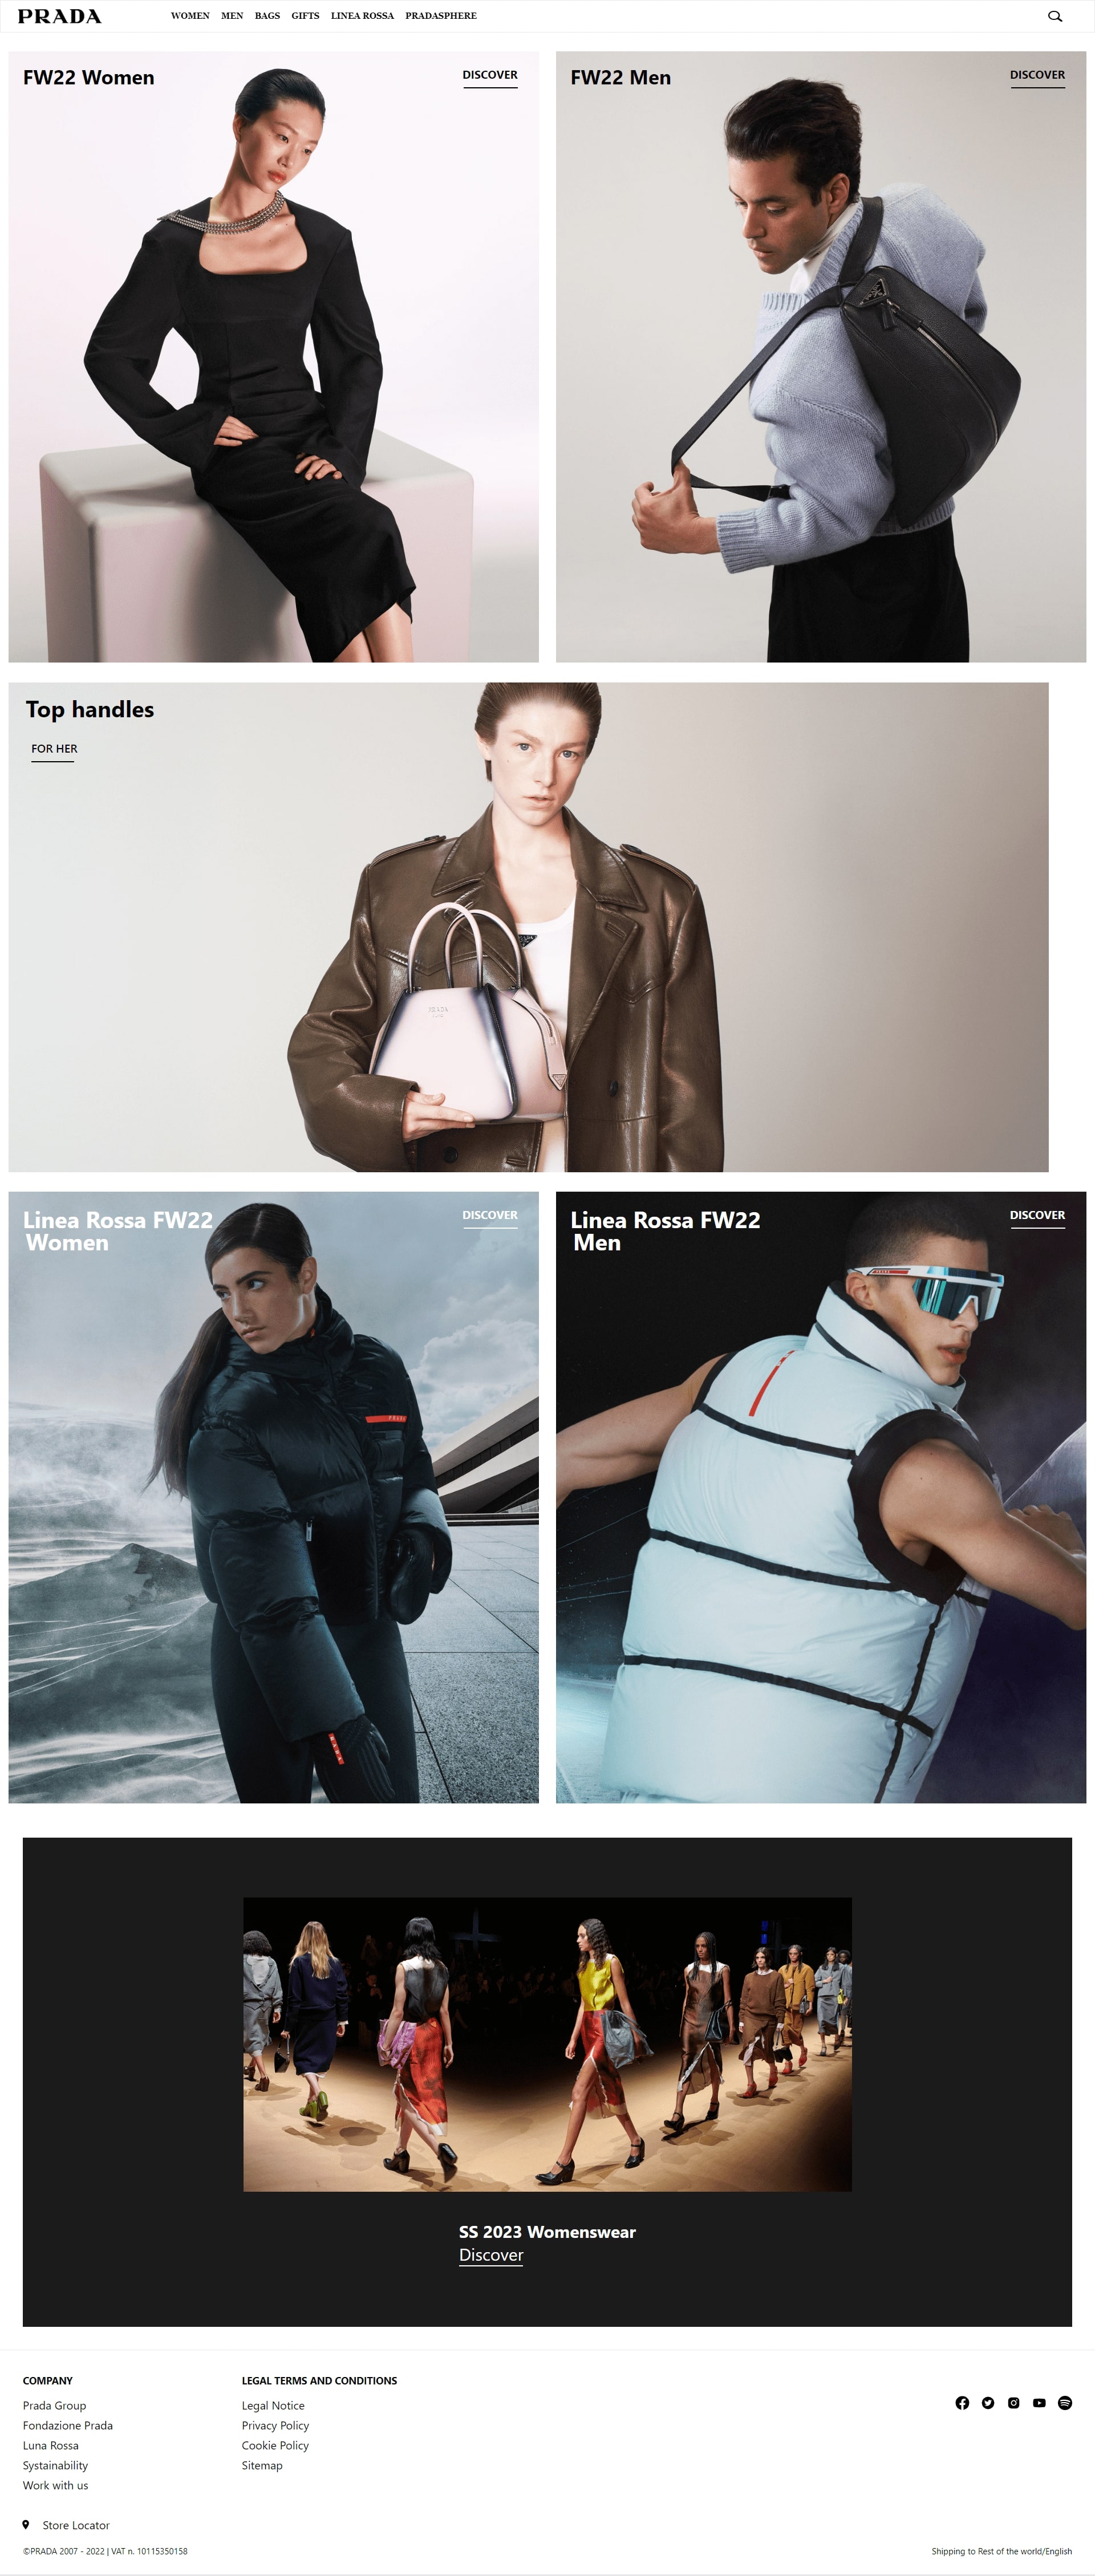 PRADA
WOMEN MEN BAGS GIFTS LINEA ROSSA PRADASPHERE
FW22 Women
DISCOVER
FW22 Men
DISCOVER
Top handles
FOR HER
PRADA
Linea Rossa FW22
Women
DISCOVER
PRADA
Linea Rossa FW22
Men
DISCOVER
SS 2023 Womenswear
Discover
COMPANY
Prada Group
Fondazione Prada
Luna Rossa
Systainability
Work with us
LEGAL TERMS AND CONDITIONS
Legal Notice
Privacy Policy
Cookie Policy
Sitemap
Store Locator
©PRADA 2007 - 2022 | VAT n. 10115350158
Shipping to Rest of the world/English